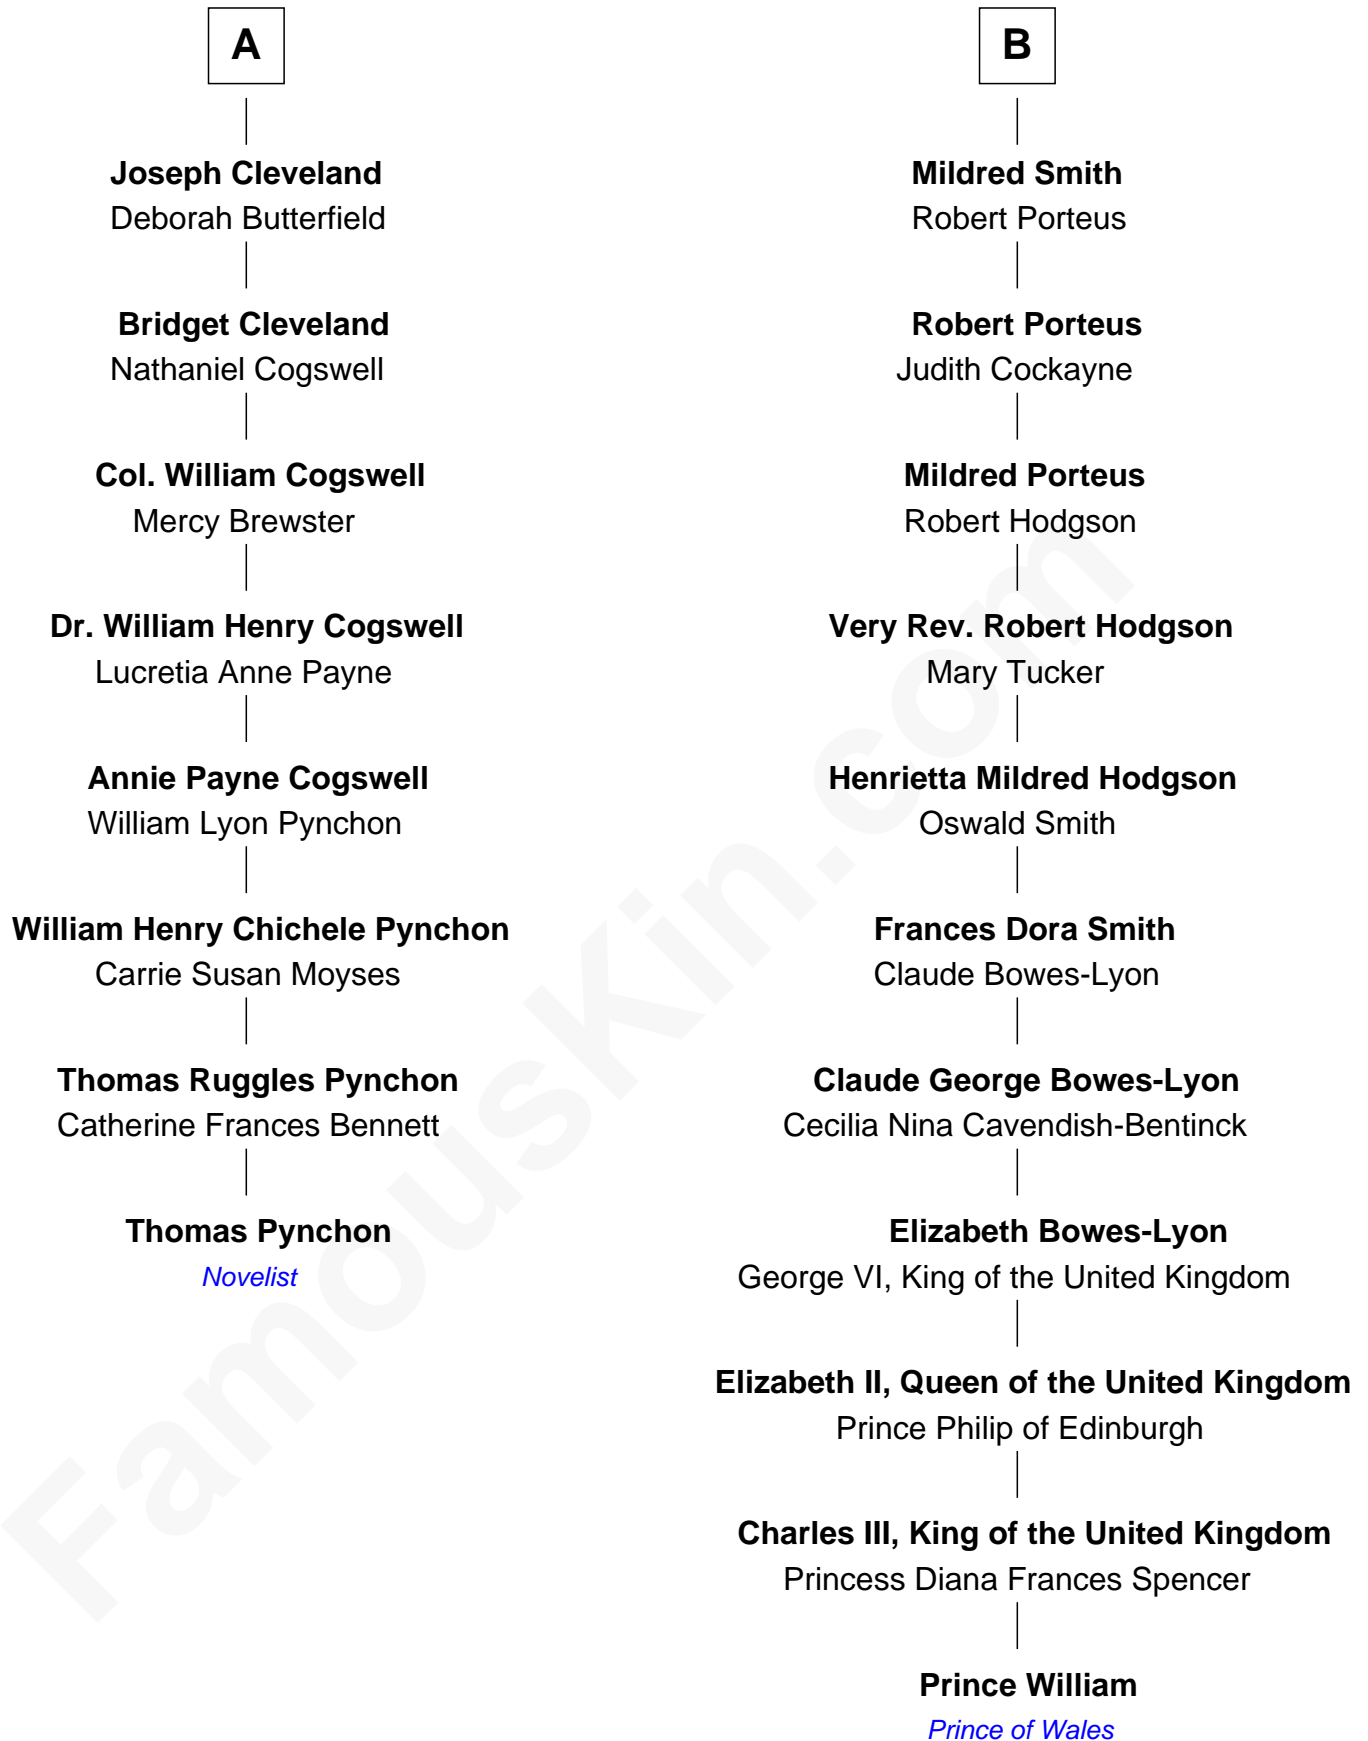 A
Joseph Cleveland
Deborah Butterfield
Bridget Cleveland
Nathaniel Cogswell
Col. William Cogswell
Mercy Brewster
Dr. William Henry Cogswell
Lucretia Anne Payne
Annie Payne Cogswell
William Lyon Pynchon
William Henry Chichele Pynchon
Carrie Susan Moyses
Thomas Ruggles Pynchon
Catherine Frances Bennett
Thomas Pynchon
Novelist
B
Mildred Smith
Robert Porteus
Robert Porteus
Judith Cockayne
Mildred Porteus
Robert Hodgson
Very Rev. Robert Hodgson
Mary Tucker
Henrietta Mildred Hodgson
Oswald Smith
Frances Dora Smith
Claude Bowes-Lyon
Claude George Bowes-Lyon
Cecilia Nina Cavendish-Bentinck
Elizabeth Bowes-Lyon
George VI, King of the United Kingdom
Elizabeth II, Queen of the United Kingdom
Prince Philip of Edinburgh
Charles III, King of the United Kingdom
Princess Diana Frances Spencer
Prince William
Prince of Wales
FamousKin.com